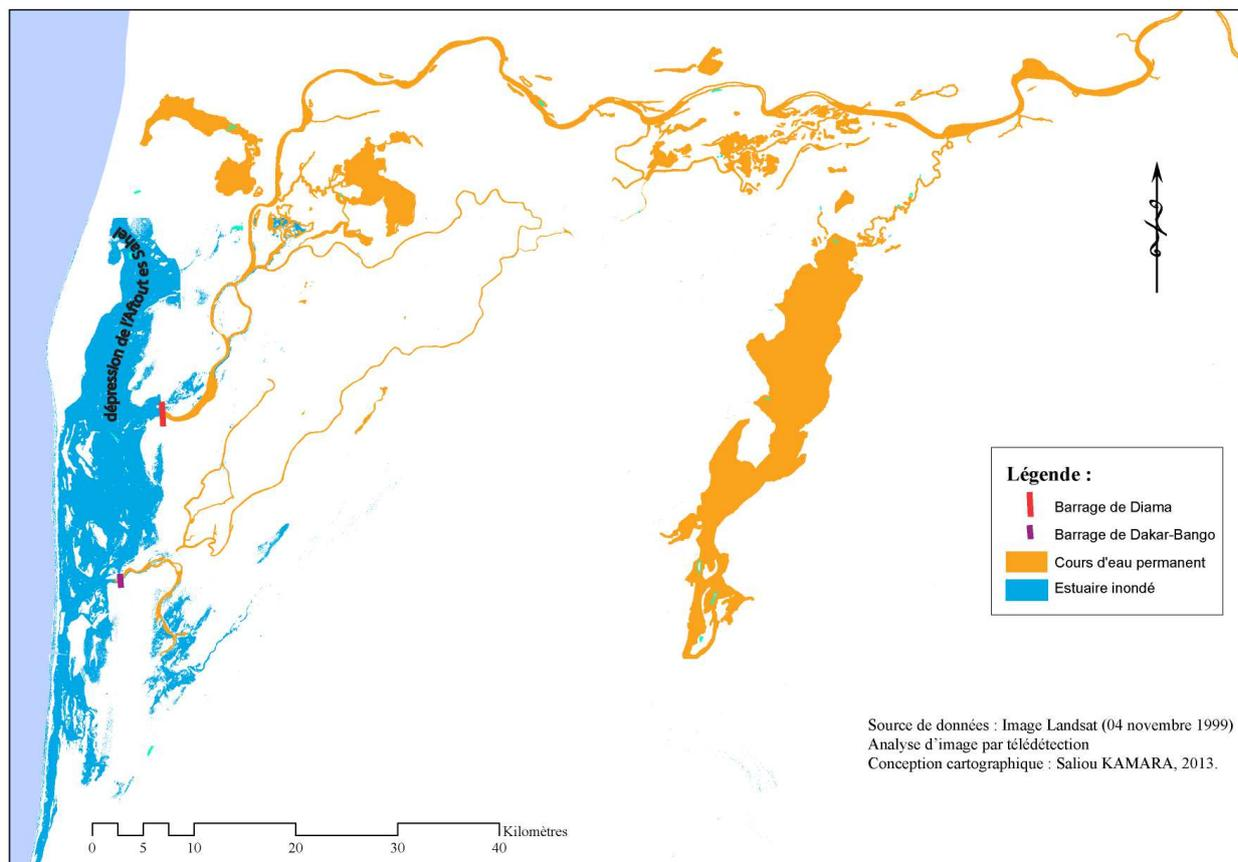 dépression de l'Aftout es Sahel
Légende :
Barrage de Diama
Barrage de Dakar-Bango
Cours d'eau permanent
Estuaire inondé
Source de données : Image Landsat (04 novembre 1999)
Analyse d'image par télédétection
Conception cartographique : Saliou KAMARA, 2013.
Kilomètres
0 5 10 20 30 40